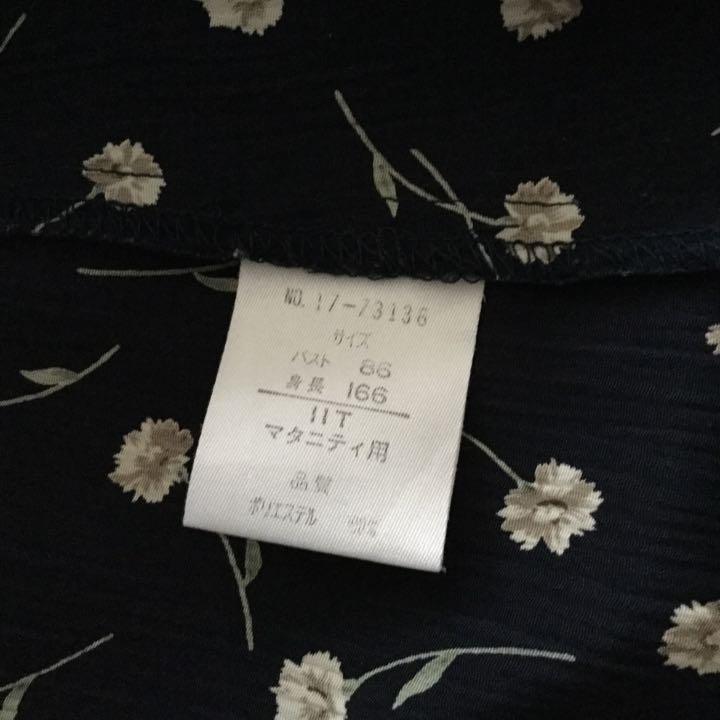 NO.17-73136
サイズ
バスト 86
身長 166
11T
マタニティ用
品質
ポリエステル